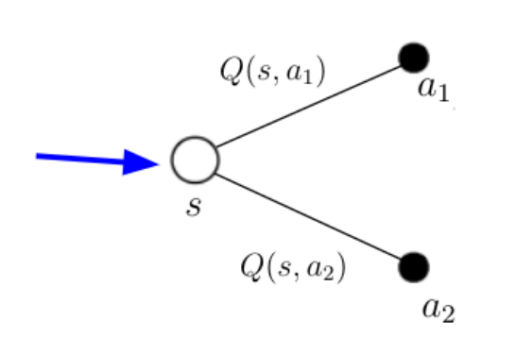 Q(s, a₁)
a₁
s
Q(s, a₂)
a₂